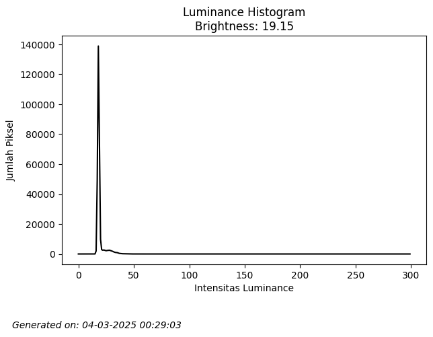 Luminance Histogram
Brightness: 19.15
140000
120000
100000
80000
60000
40000
20000
0
Jumlah Piksel
0 50 100 150 200 250 300
Intensitas Luminance
Generated on: 04-03-2025 00:29:03